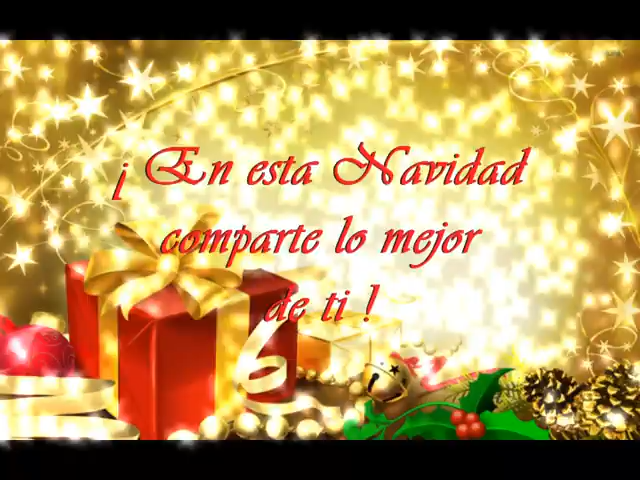 ¡ En esta Navidad
comparte lo mejor
de ti !